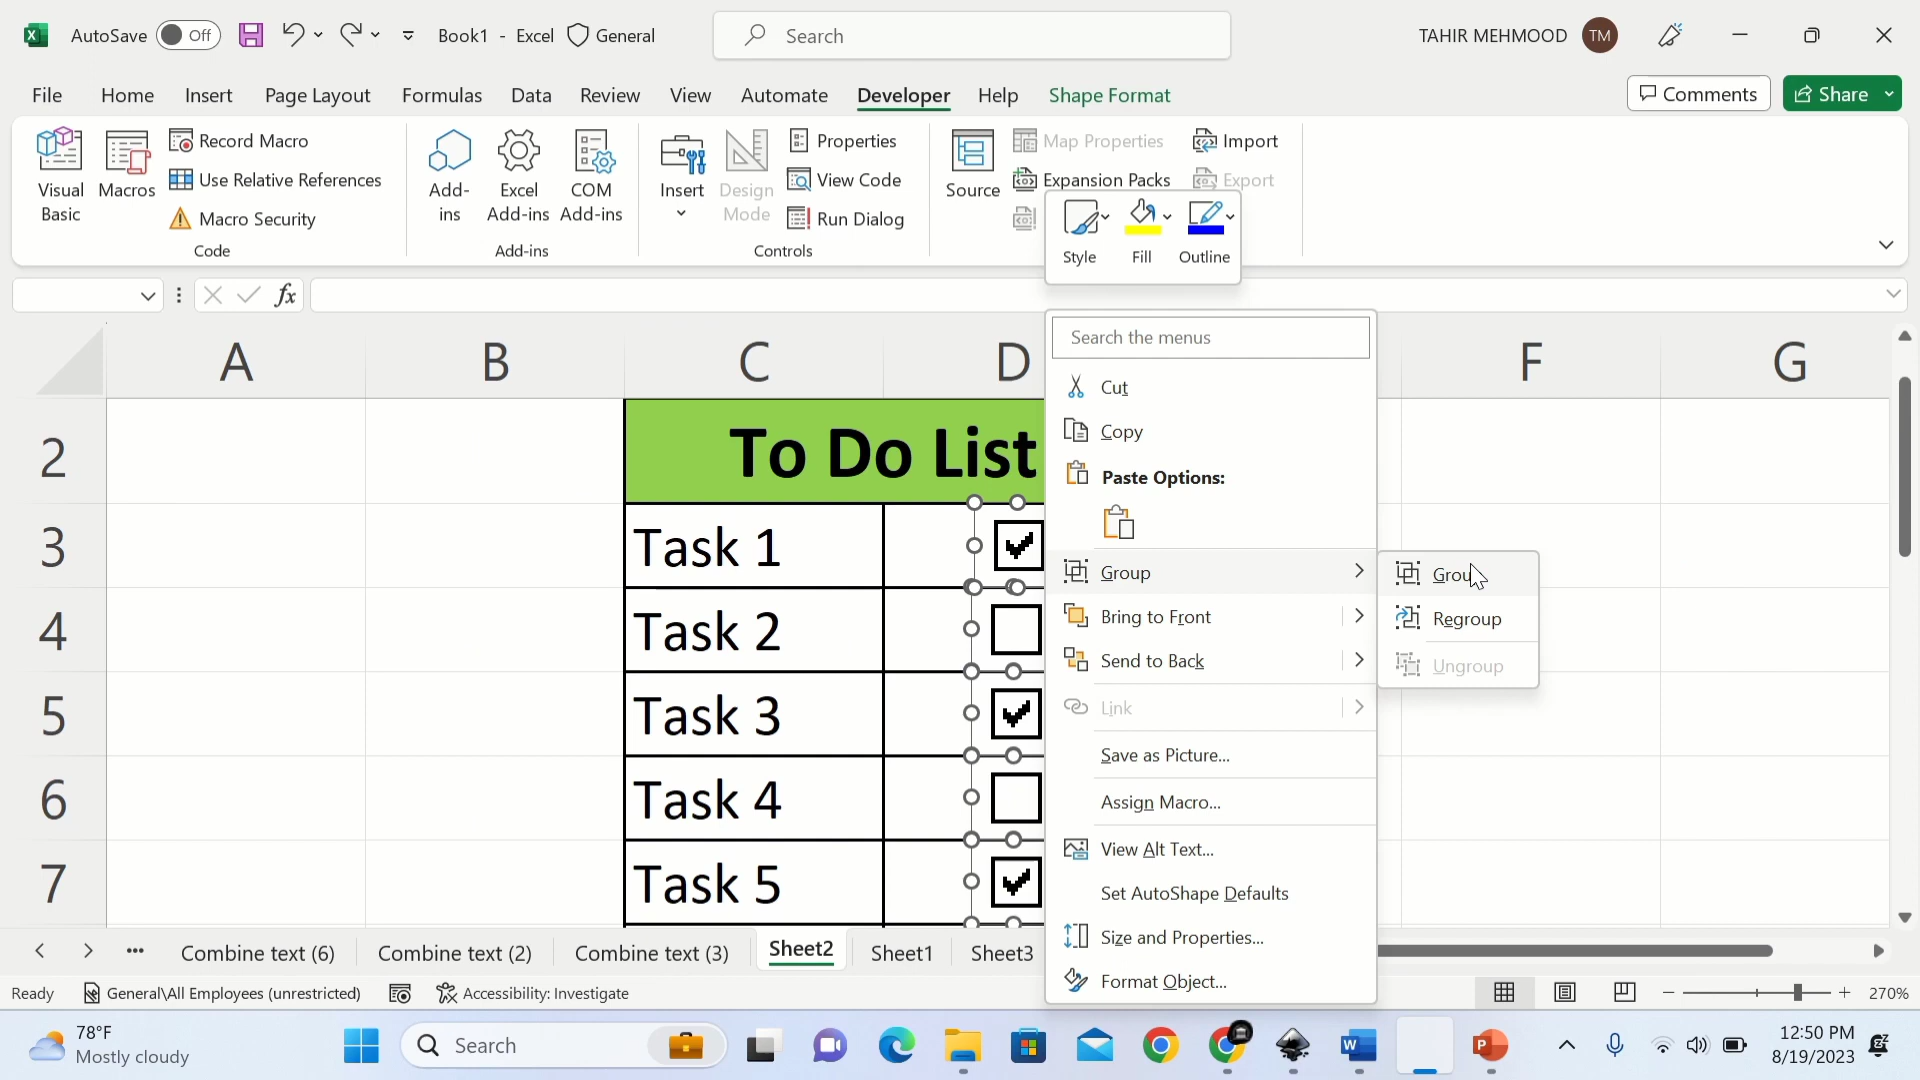 AutoSave Off Book1 - Excel General Search TAHIR MEHMOOD TM
File Home Insert Page Layout Formulas Data Review View Automate Developer Help Shape Format Comments Share
Visual Basic
Macros
Record Macro
Use Relative References
Macro Security
Code
Add-ins
Excel Add-ins
COM Add-ins
Add-ins
Insert
Design Mode
Properties
View Code
Run Dialog
Controls
Source
Map Properties
Expansion Packs
Import
Export
Style Fill Outline
fx
A B C D F G
2 To Do List
3 Task 1
4 Task 2
5 Task 3
6 Task 4
7 Task 5
Search the menus
Cut
Copy
Paste Options:
Group
Bring to Front
Send to Back
Link
Save as Picture...
Assign Macro...
View Alt Text...
Set AutoShape Defaults
Size and Properties...
Format Object...
Group
Regroup
Ungroup
Combine text (6) Combine text (2) Combine text (3) Sheet2 Sheet1 Sheet3
Ready General\All Employees (unrestricted) Accessibility: Investigate 270%
78°F
Mostly cloudy
Search
W
P
12:50 PM
8/19/2023